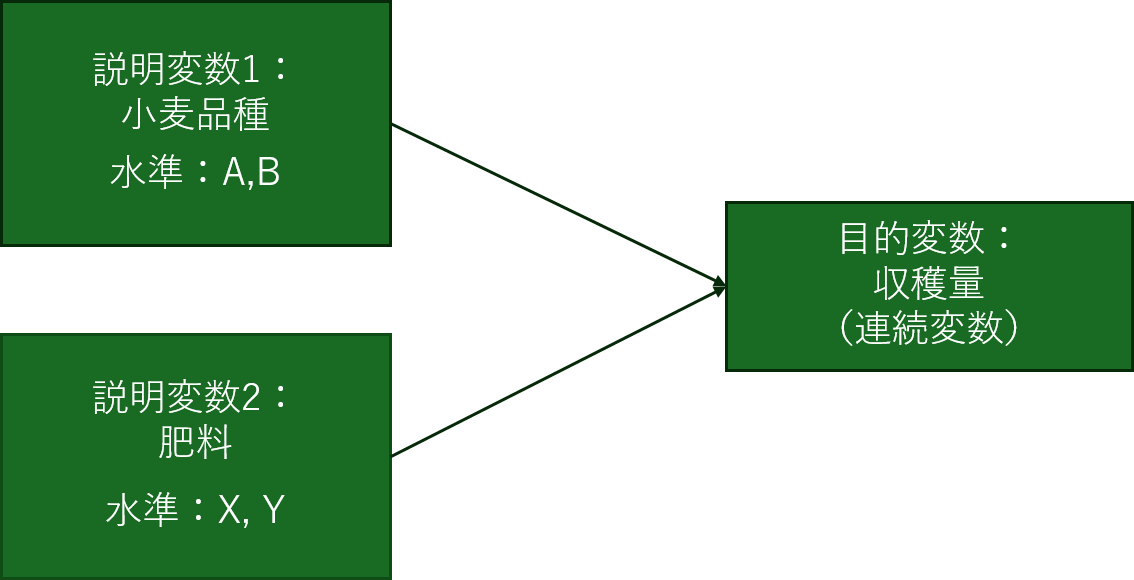 説明変数1：
小麦品種
水準：A,B
説明変数2：
肥料
水準：X, Y
目的変数：
収穫量
（連続変数）